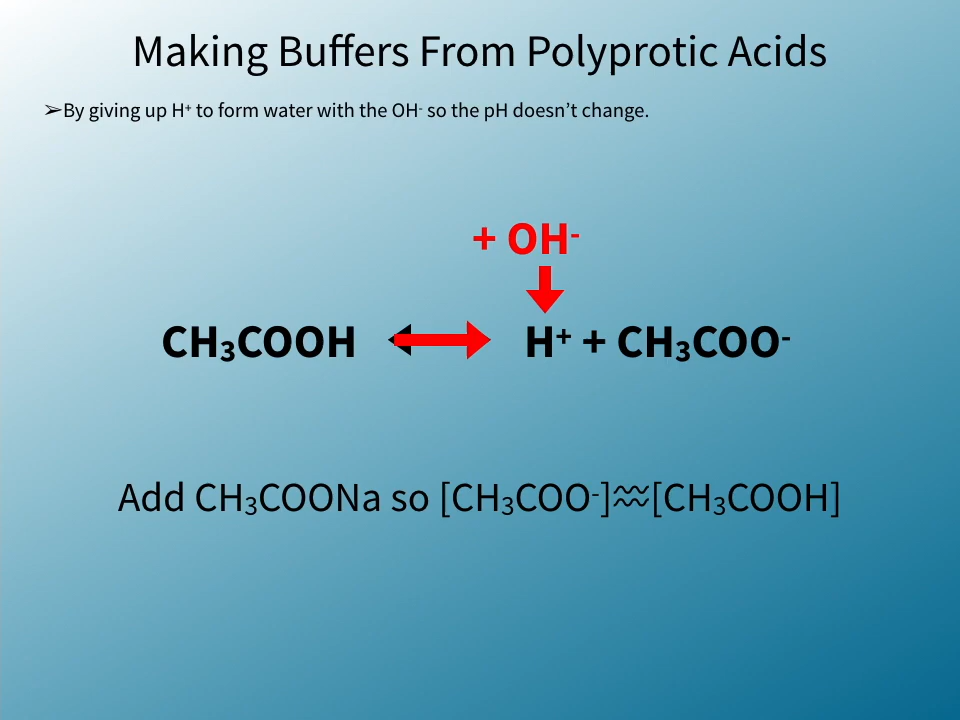 Making Buffers From Polyprotic Acids
➢By giving up H⁺ to form water with the OH⁻ so the pH doesn’t change.
+ OH⁻
CH₃COOH H⁺ + CH₃COO⁻
Add CH₃COONa so [CH₃COO⁻]≈[CH₃COOH]